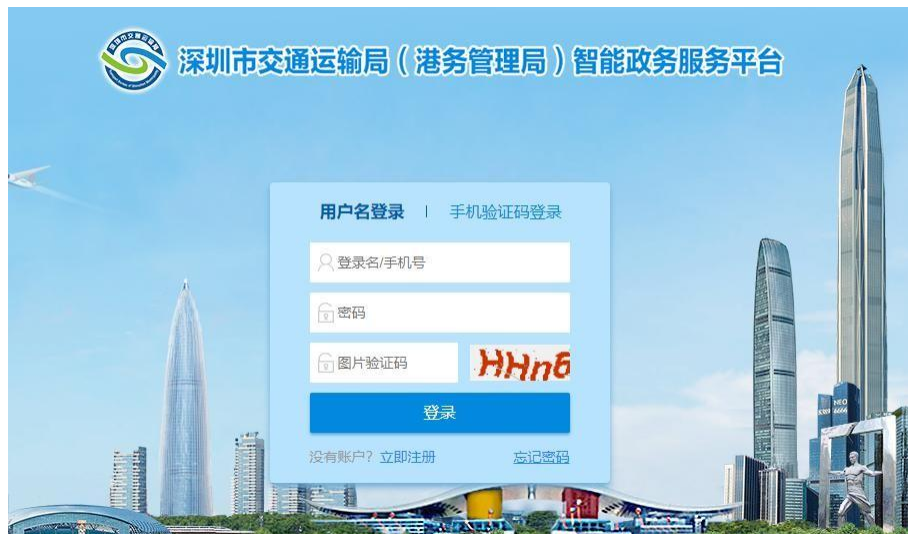 深圳市交通运输局（港务管理局）智能政务服务平台
用户名登录 | 手机验证码登录
登录名/手机号
密码
图片验证码 HHn6
登录
没有账户？立即注册 忘记密码
NEO